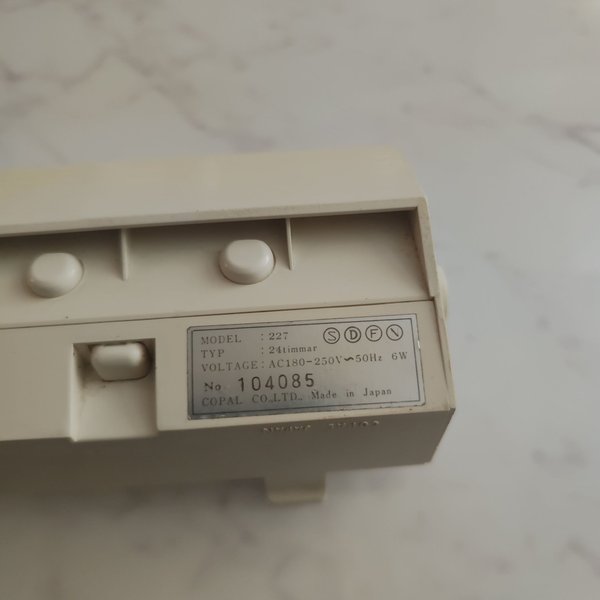 MODEL : 227 Ⓢ Ⓓ Ⓕ Ⓝ
TYP : 24timmar
VOLTAGE : AC180-250V〜50Hz 6W
No 104085
COPAL CO.,LTD. Made in Japan